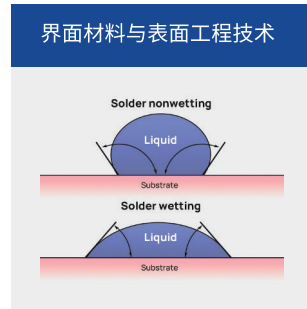 界面材料与表面工程技术
Solder nonwetting
Liquid
Substrate
Solder wetting
Liquid
Substrate